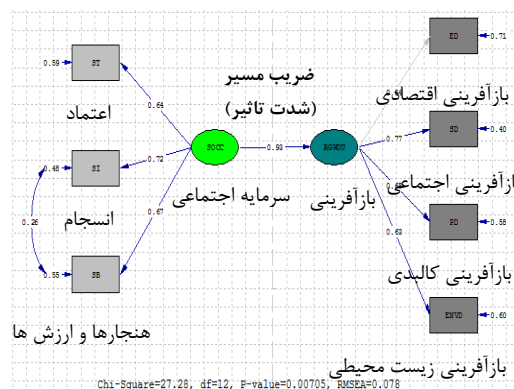 ضریب مسیر
(شدت تاثیر)
0.59
ST
اعتماد
0.64
0.48
SI
انسجام
0.72
0.26
0.55
SB
هنجارها و ارزش ها
0.67
SOCC
سرمایه اجتماعی
0.93
بازآفرینی
ED
0.71
بازآفرینی اقتصادی
0.77
SD
0.40
بازآفرینی اجتماعی
PD
0.58
بازآفرینی کالبدی
0.63
ENVD
0.60
بازآفرینی زیست محیطی
Chi-Square=27.28, df=12, P-value=0.00705, RMSEA=0.078